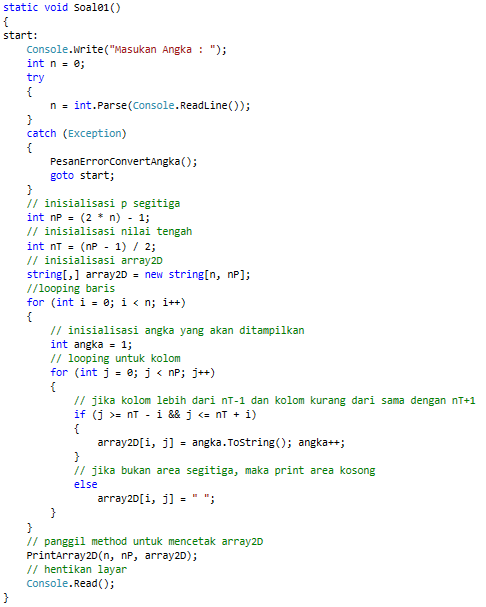 static void Soal01()
{
start:
    Console.Write("Masukan Angka : ");
    int n = 0;
    try
    {
        n = int.Parse(Console.ReadLine());
    }
    catch (Exception)
    {
        PesanErrorConvertAngka();
        goto start;
    }
    // inisialisasi p segitiga
    int nP = (2 * n) - 1;
    // inisialisasi nilai tengah
    int nT = (nP - 1) / 2;
    // inisialisasi array2D
    string[,] array2D = new string[n, nP];
    //looping baris
    for (int i = 0; i < n; i++)
    {
        // inisialisasi angka yang akan ditampilkan
        int angka = 1;
        // looping untuk kolom
        for (int j = 0; j < nP; j++)
        {
            // jika kolom lebih dari nT-1 dan kolom kurang dari sama dengan nT+1
            if (j >= nT - i && j <= nT + i)
            {
                array2D[i, j] = angka.ToString(); angka++;
            }
            // jika bukan area segitiga, maka print area kosong
            else
                array2D[i, j] = " ";
        }
    }
    // panggil method untuk mencetak array2D
    PrintArray2D(n, nP, array2D);
    // hentikan layar
    Console.Read();
}